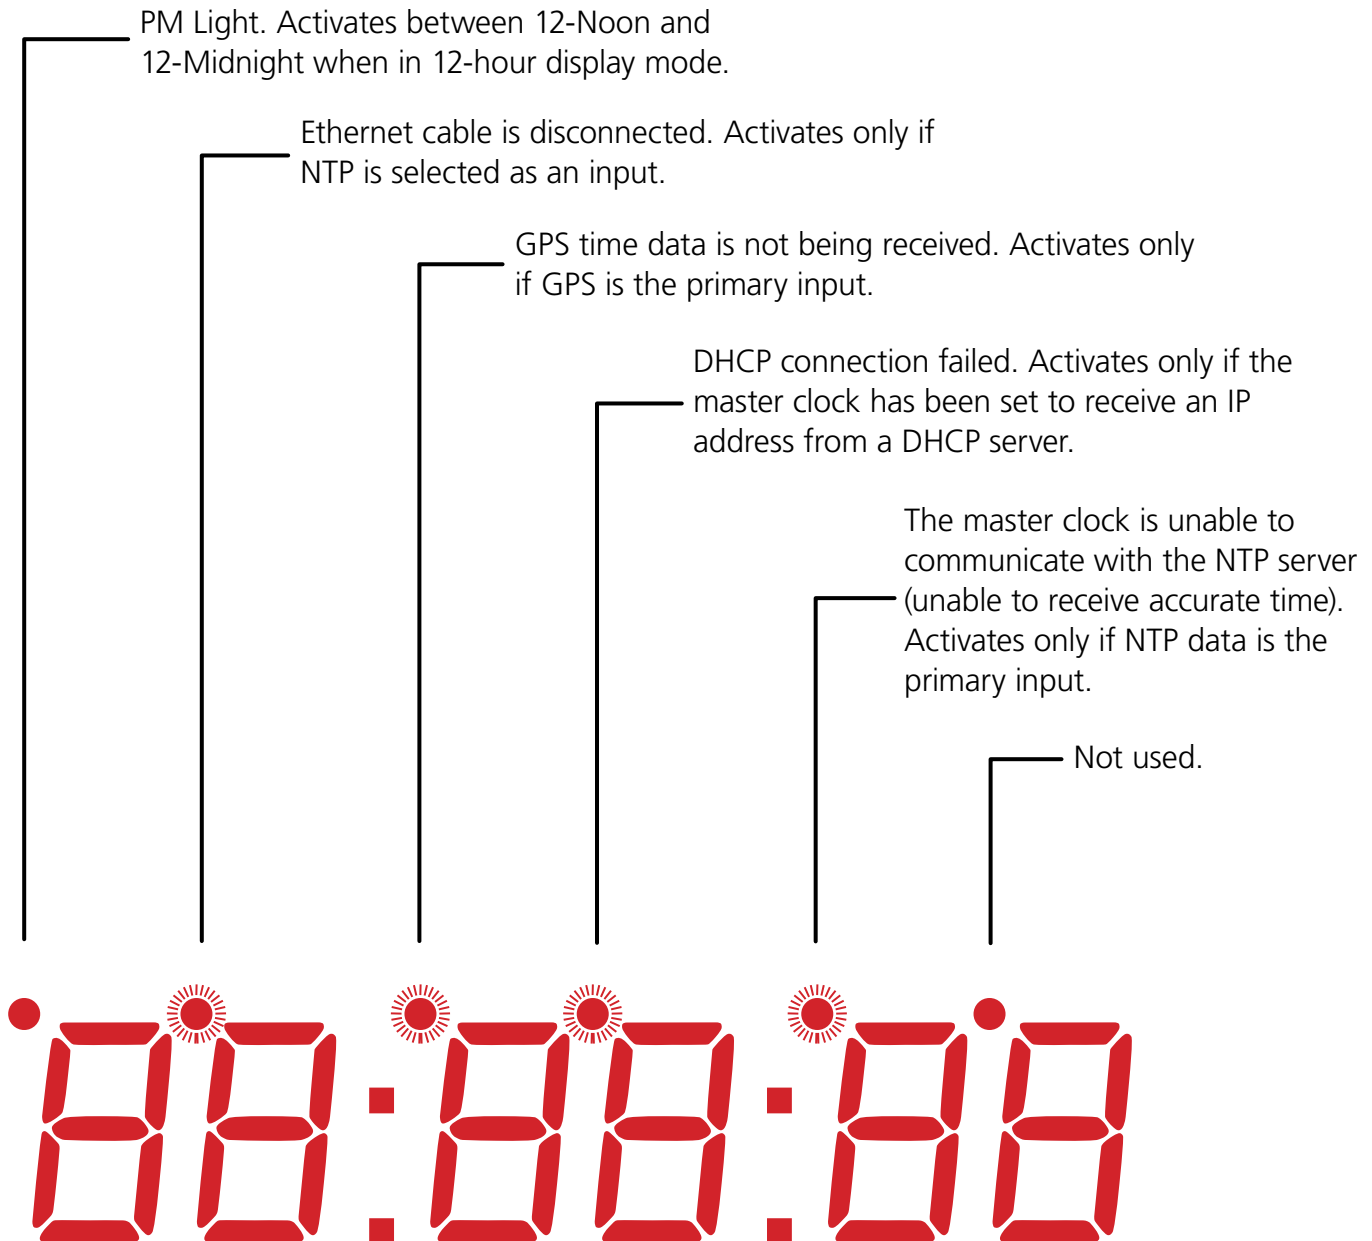 PM Light. Activates between 12-Noon and
12-Midnight when in 12-hour display mode.
Ethernet cable is disconnected. Activates only if
NTP is selected as an input.
GPS time data is not being received. Activates only
if GPS is the primary input.
DHCP connection failed. Activates only if the
master clock has been set to receive an IP
address from a DHCP server.
The master clock is unable to
communicate with the NTP server
(unable to receive accurate time).
Activates only if NTP data is the
primary input.
Not used.
88:88:88